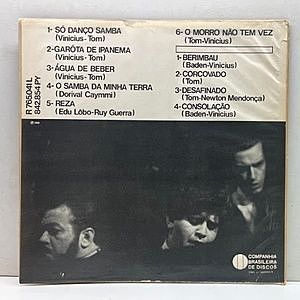 1- SÓ DANÇO SAMBA
(Vinicius-Tom)
2-GARÔTA DE IPANEMA
(Vinicius-Tom)
3-ÁGUA DE BEBER
(Vinicius-Tom)
4-O SAMBA DA MINHA TERRA
(Dorival Caymmi)
5- REZA
(Edu Lôbo-Ruy Guerra)
6-O MORRO NÃO TEM VEZ
(Tom-Vinicius)
1-BERIMBAU
(Baden-Vinicius)
2-CORCOVADO
(Tom)
3-DESAFINADO
(Tom-Newton Mendonça)
4-CONSOLAÇÃO
(Baden-Vinicius)
R 765.041 L
842.854 PY
COMPANHIA
BRASILEIRA
DE DISCOS